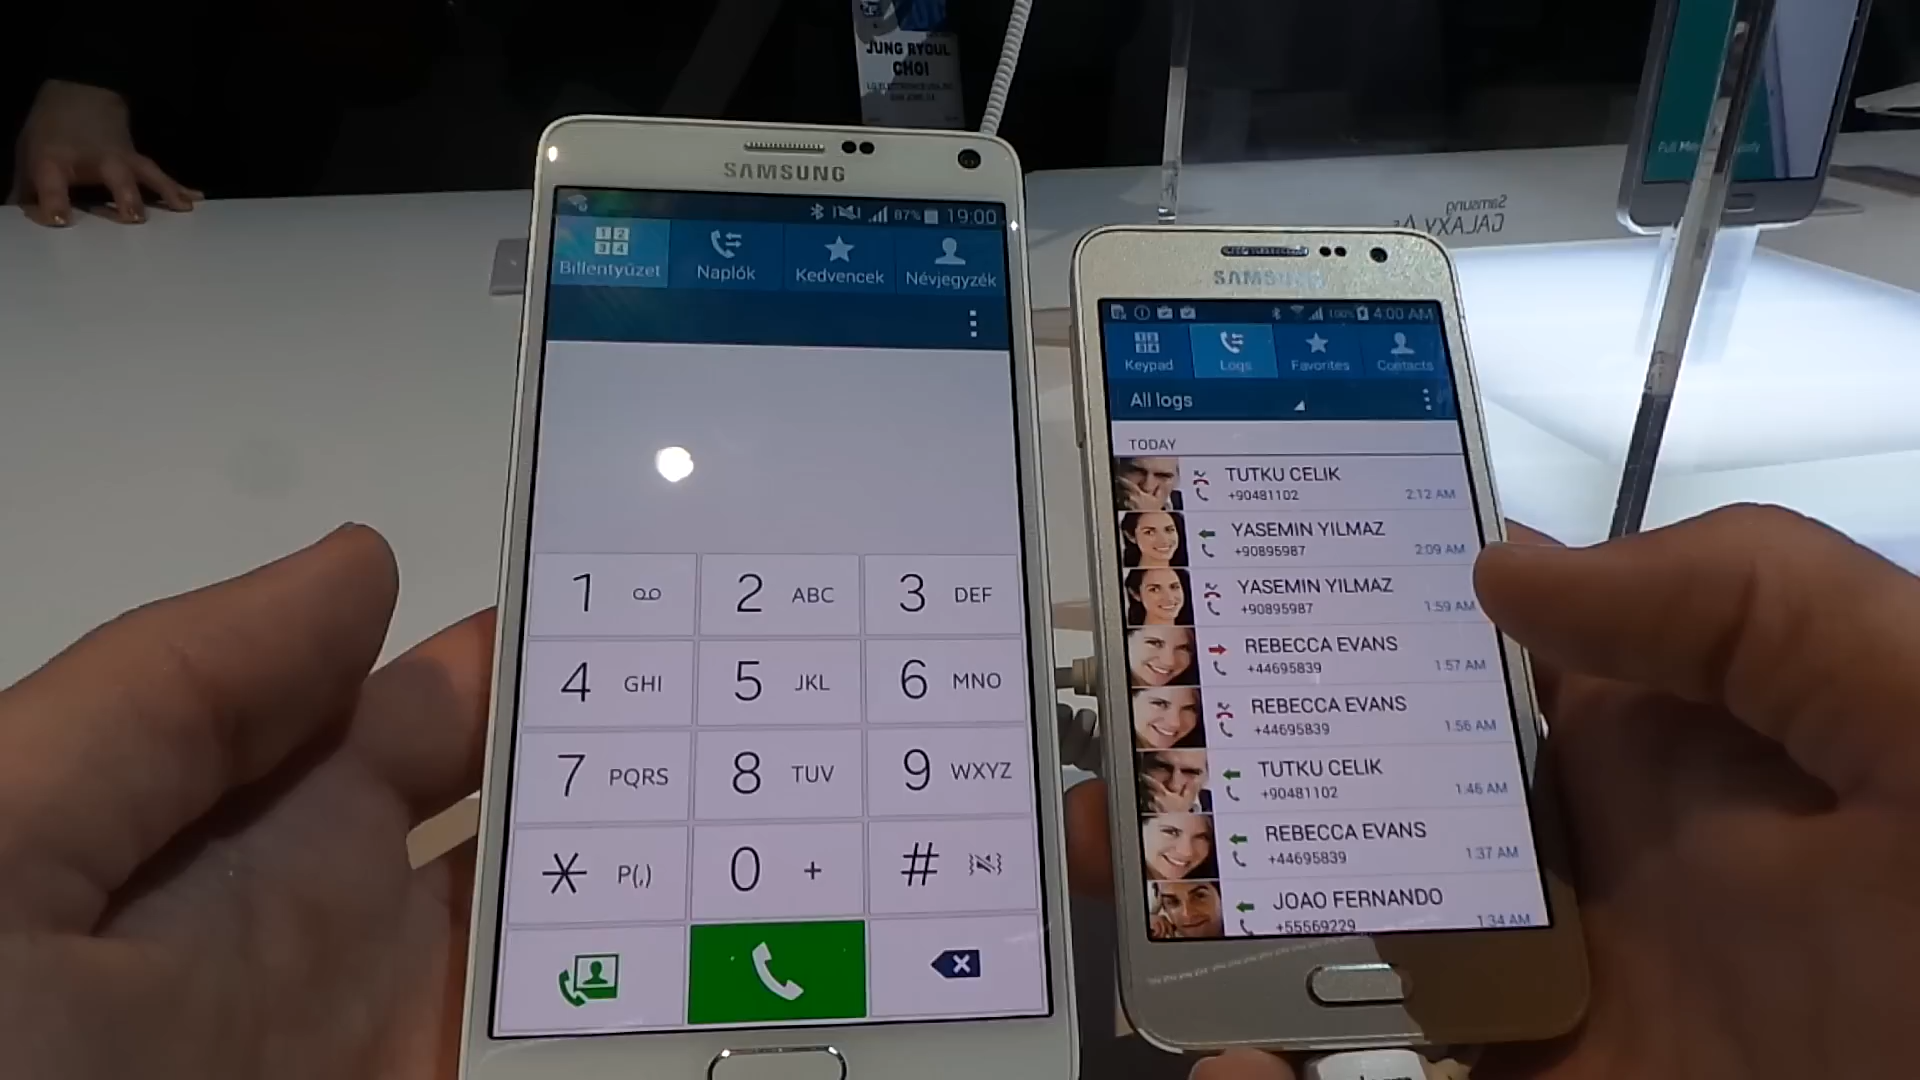 JUNG RYOUL
CHOI
SAMSUNG
87% 19:00
Billentyűzet Naplók Kedvencek Névjegyzék
1
2 ABC
3 DEF
4 GHI
5 JKL
6 MNO
7 PQRS
8 TUV
9 WXYZ
* P(,)
0 +
#
Samsung
GALAXY
SAMSUNG
100% 4:00 AM
Keypad Logs Favorites Contacts
All logs
TODAY
TUTKU CELIK
+90481102 2:12 AM
YASEMIN YILMAZ
+90895987 2:09 AM
YASEMIN YILMAZ
+90895987 1:59 AM
REBECCA EVANS
+44695839 1:57 AM
REBECCA EVANS
+44695839 1:56 AM
TUTKU CELIK
+90481102 1:46 AM
REBECCA EVANS
+44695839 1:37 AM
JOAO FERNANDO
+55569229 1:34 AM
Full